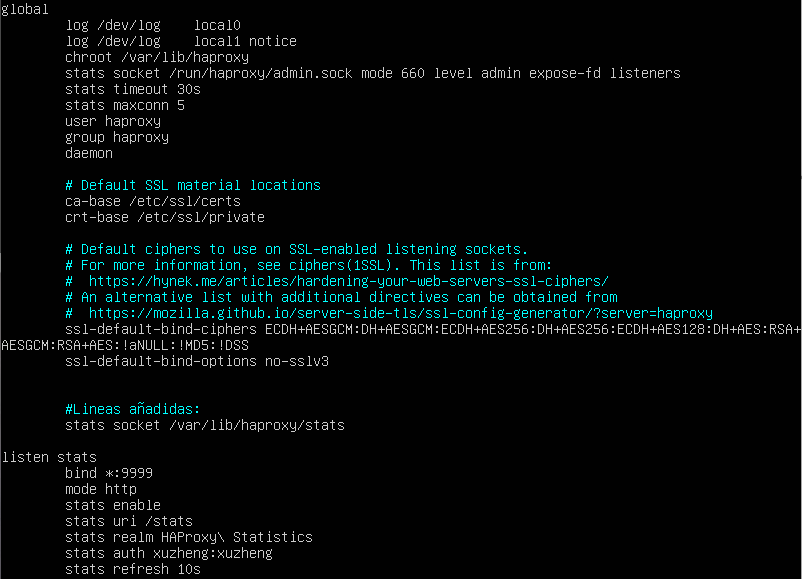 global
log /dev/log    local0
log /dev/log    local1 notice
chroot /var/lib/haproxy
stats socket /run/haproxy/admin.sock mode 660 level admin expose-fd listeners
stats timeout 30s
stats maxconn 5
user haproxy
group haproxy
daemon
# Default SSL material locations
ca-base /etc/ssl/certs
crt-base /etc/ssl/private
# Default ciphers to use on SSL-enabled listening sockets.
# For more information, see ciphers(1SSL). This list is from:
#  https://hynek.me/articles/hardening-your-web-servers-ssl-ciphers/
# An alternative list with additional directives can be obtained from
#  https://mozilla.github.io/server-side-tls/ssl-config-generator/?server=haproxy
ssl-default-bind-ciphers ECDH+AESGCM:DH+AESGCM:ECDH+AES256:DH+AES256:ECDH+AES128:DH+AES:RSA+
AESGCM:RSA+AES:!aNULL:!MD5:!DSS
ssl-default-bind-options no-sslv3
#Lineas añadidas:
stats socket /var/lib/haproxy/stats
listen stats
bind *:9999
mode http
stats enable
stats uri /stats
stats realm HAProxy\ Statistics
stats auth xuzheng:xuzheng
stats refresh 10s